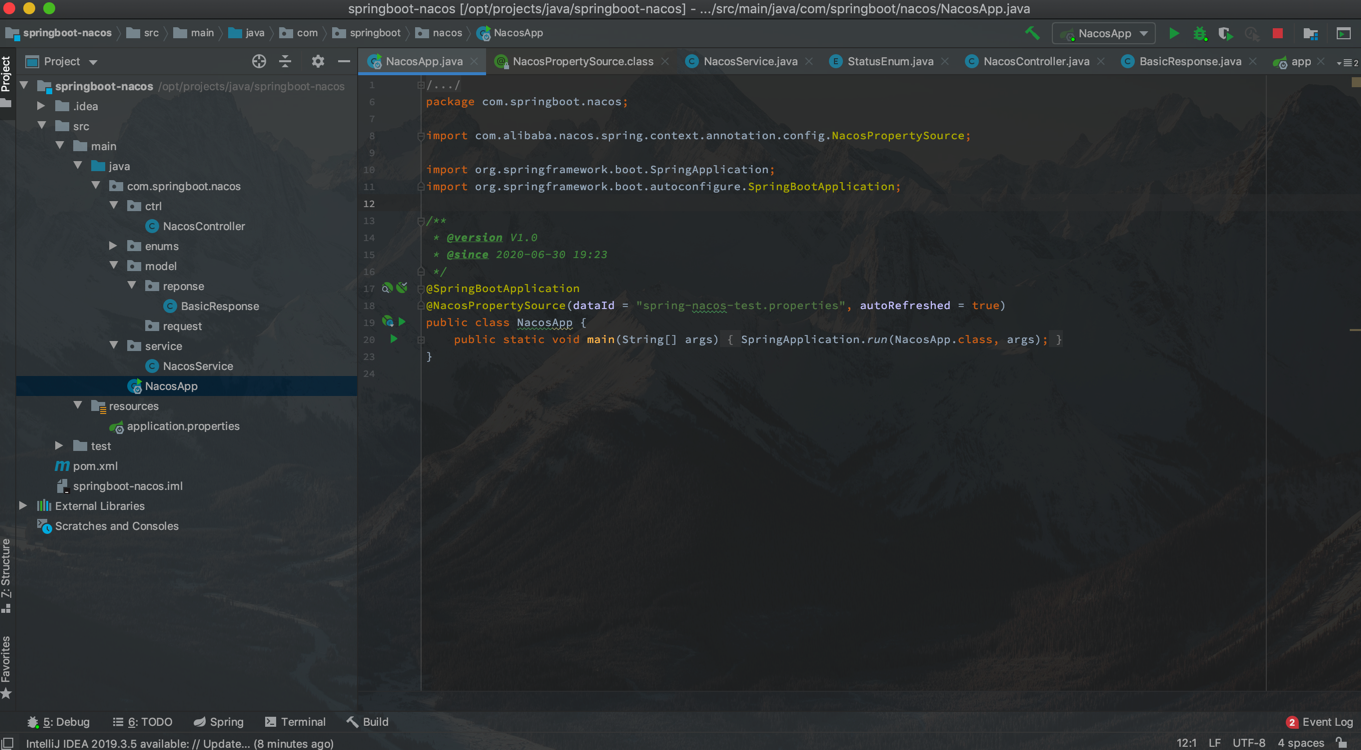 springboot-nacos [/opt/projects/java/springboot-nacos] - .../src/main/java/com/springboot/nacos/NacosApp.java
springboot-nacos src main java com springboot nacos NacosApp
NacosApp
Project
NacosApp.java NacosPropertySource.class NacosService.java StatusEnum.java NacosController.java BasicResponse.java app 2
Project
springboot-nacos /opt/projects/java/springboot-nacos
.idea
src
main
java
com.springboot.nacos
ctrl
NacosController
enums
model
reponse
BasicResponse
request
service
NacosService
NacosApp
resources
application.properties
test
pom.xml
springboot-nacos.iml
External Libraries
Scratches and Consoles
Z: Structure
Favorites
1 /.../
6 package com.springboot.nacos;
7
8 import com.alibaba.nacos.spring.context.annotation.config.NacosPropertySource;
9
10 import org.springframework.boot.SpringApplication;
11 import org.springframework.boot.autoconfigure.SpringBootApplication;
12
13 /**
14 * @version V1.0
15 * @since 2020-06-30 19:23
16 */
17 @SpringBootApplication
18 @NacosPropertySource(dataId = "spring-nacos-test.properties", autoRefreshed = true)
19 public class NacosApp {
20 public static void main(String[] args) { SpringApplication.run(NacosApp.class, args); }
23 }
24
5: Debug 6: TODO Spring Terminal Build 2 Event Log
IntelliJ IDEA 2019.3.5 available: // Update... (8 minutes ago) 12:1 LF UTF-8 4 spaces